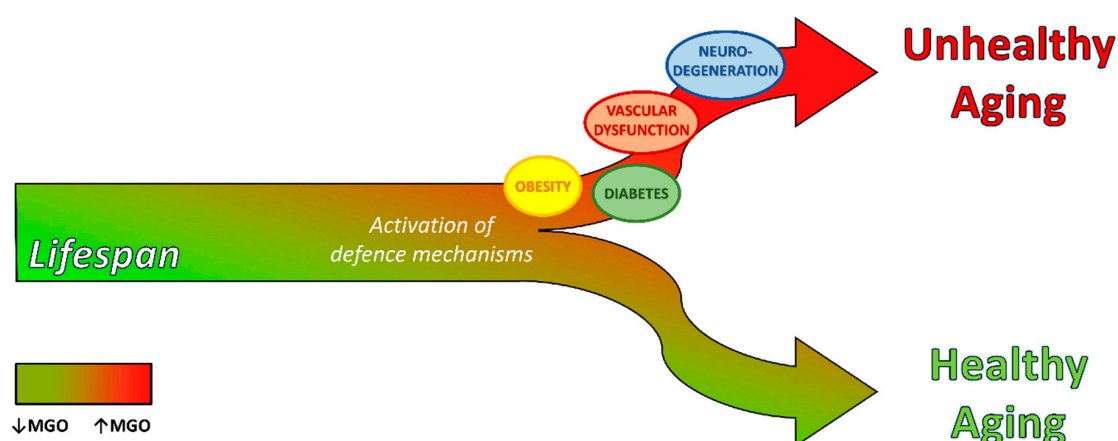 Unhealthy
Aging
NEURO-
DEGENERATION
VASCULAR
DYSFUNCTION
OBESITY
DIABETES
Activation of
defence mechanisms
Lifespan
Healthy
Aging
↓MGO ↑MGO